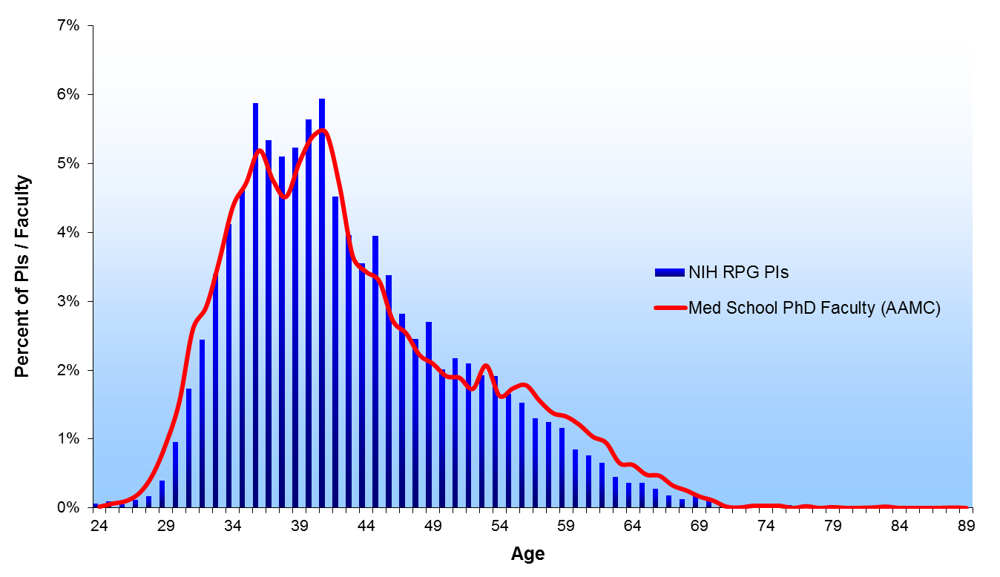 7%
6%
5%
4%
3%
2%
1%
0%
Percent of PIs / Faculty
NIH RPG PIs
Med School PhD Faculty (AAMC)
24 29 34 39 44 49 54 59 64 69 74 79 84 89
Age